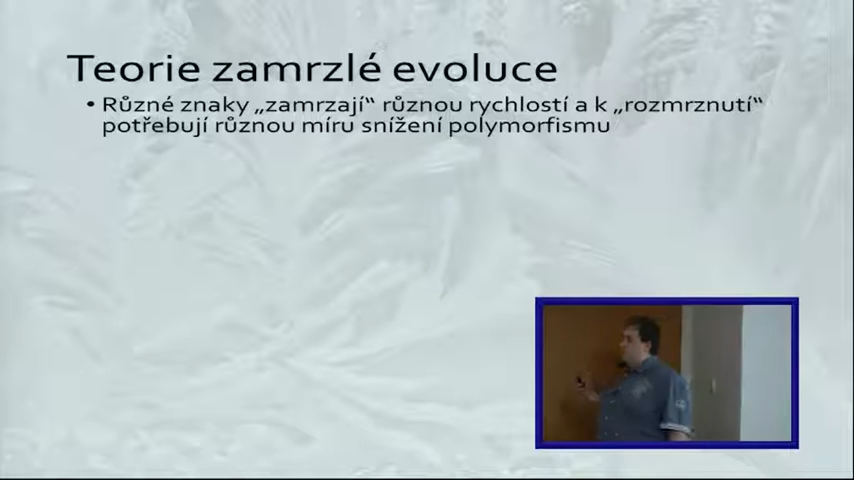 Teorie zamrzlé evoluce
• Různé znaky „zamrzají“ různou rychlostí a k „rozmrznutí“
potřebují různou míru snížení polymorfismu